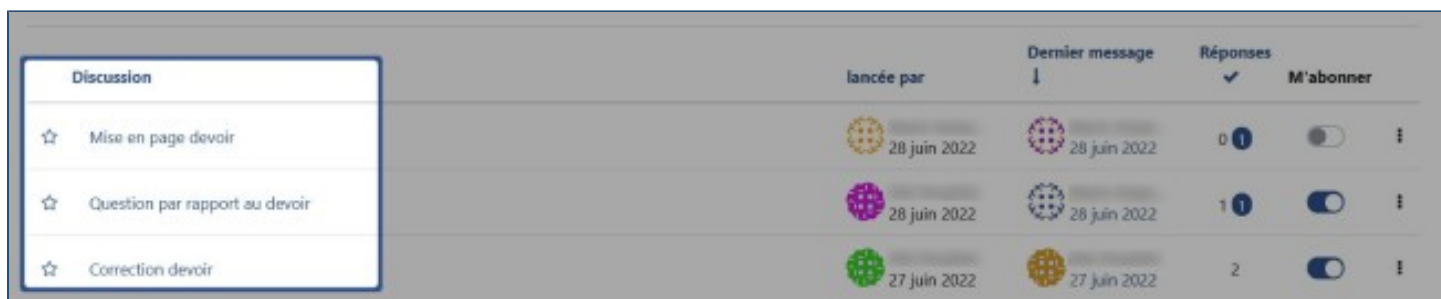 Discussion lancée par Dernier message Réponses M'abonner
Mise en page devoir 28 juin 2022 28 juin 2022 0 1
Question par rapport au devoir 28 juin 2022 28 juin 2022 1 1
Correction devoir 27 juin 2022 27 juin 2022 2